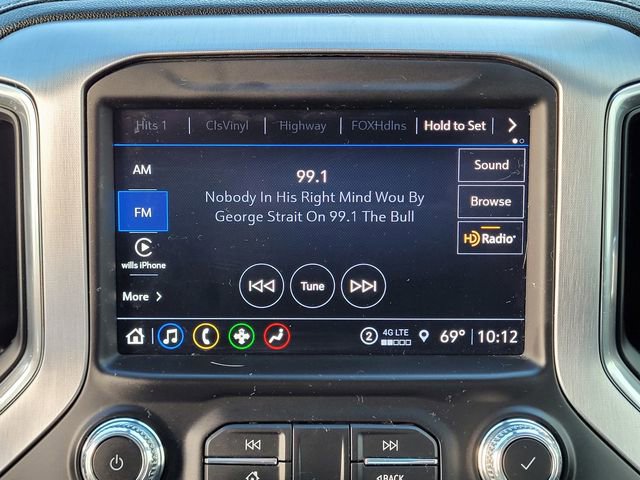 Hits 1 ClsVinyl Highway FOXHdlns Hold to Set
AM
99.1
Sound
Nobody In His Right Mind Wou By
FM
Browse
George Strait On 99.1 The Bull
HD Radio
wills iPhone
More
Tune
2 4G LTE 69° 10:12
BACK